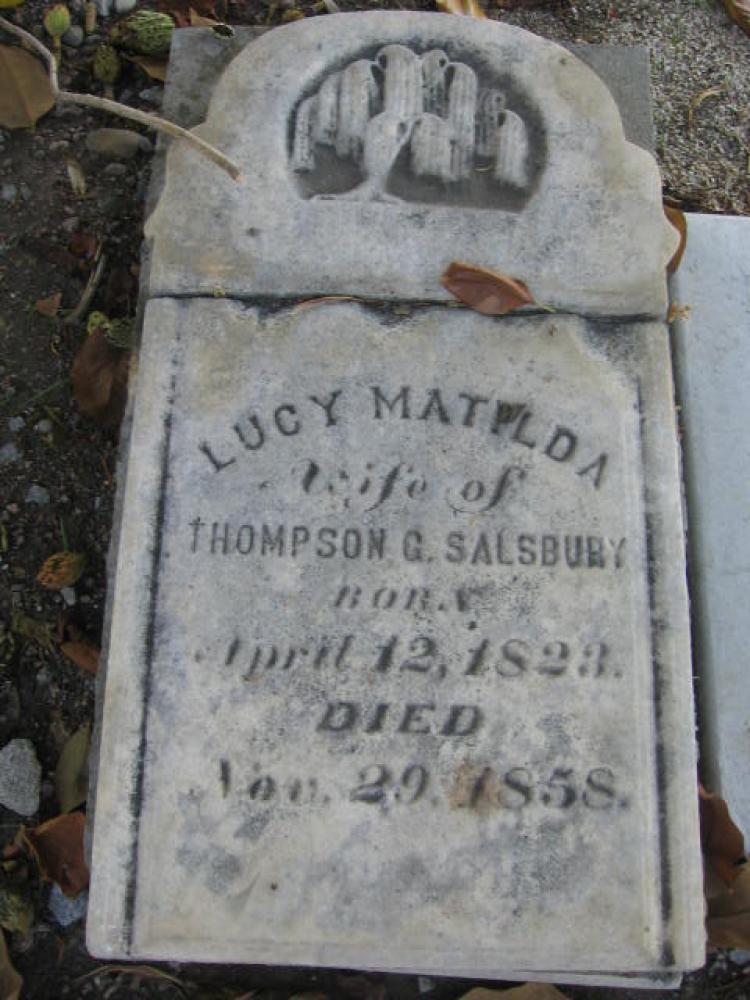 LUCY MATILDA
Wife of
THOMPSON G. SALSBURY
BORN
April 12, 1823.
DIED
Nov. 29, 1858.